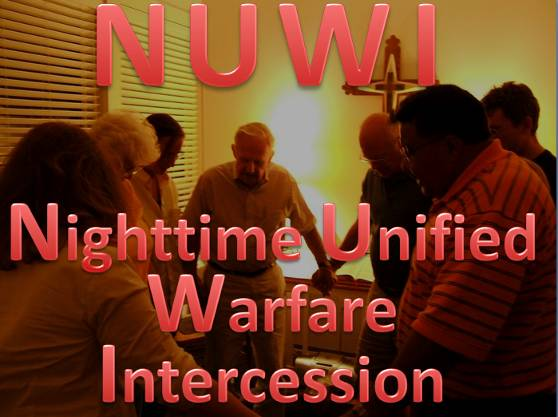 NUWI
Nighttime Unified
Warfare
Intercession